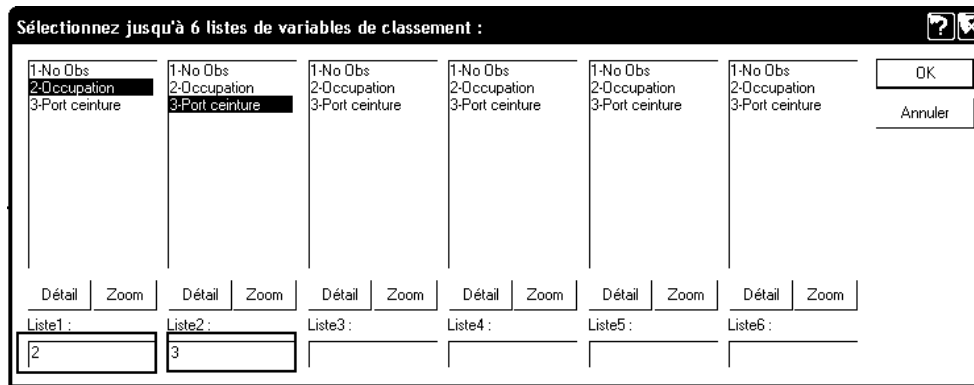 Sélectionnez jusqu'à 6 listes de variables de classement :
1-No Obs 1-No Obs 1-No Obs 1-No Obs 1-No Obs 1-No Obs OK
2-Occupation 2-Occupation 2-Occupation 2-Occupation 2-Occupation 2-Occupation
3-Port ceinture 3-Port ceinture 3-Port ceinture 3-Port ceinture 3-Port ceinture 3-Port ceinture
Annuler
Détail Zoom Détail Zoom Détail Zoom Détail Zoom Détail Zoom Détail Zoom
Liste1 : Liste2 : Liste3 : Liste4 : Liste5 : Liste6 :
2 3